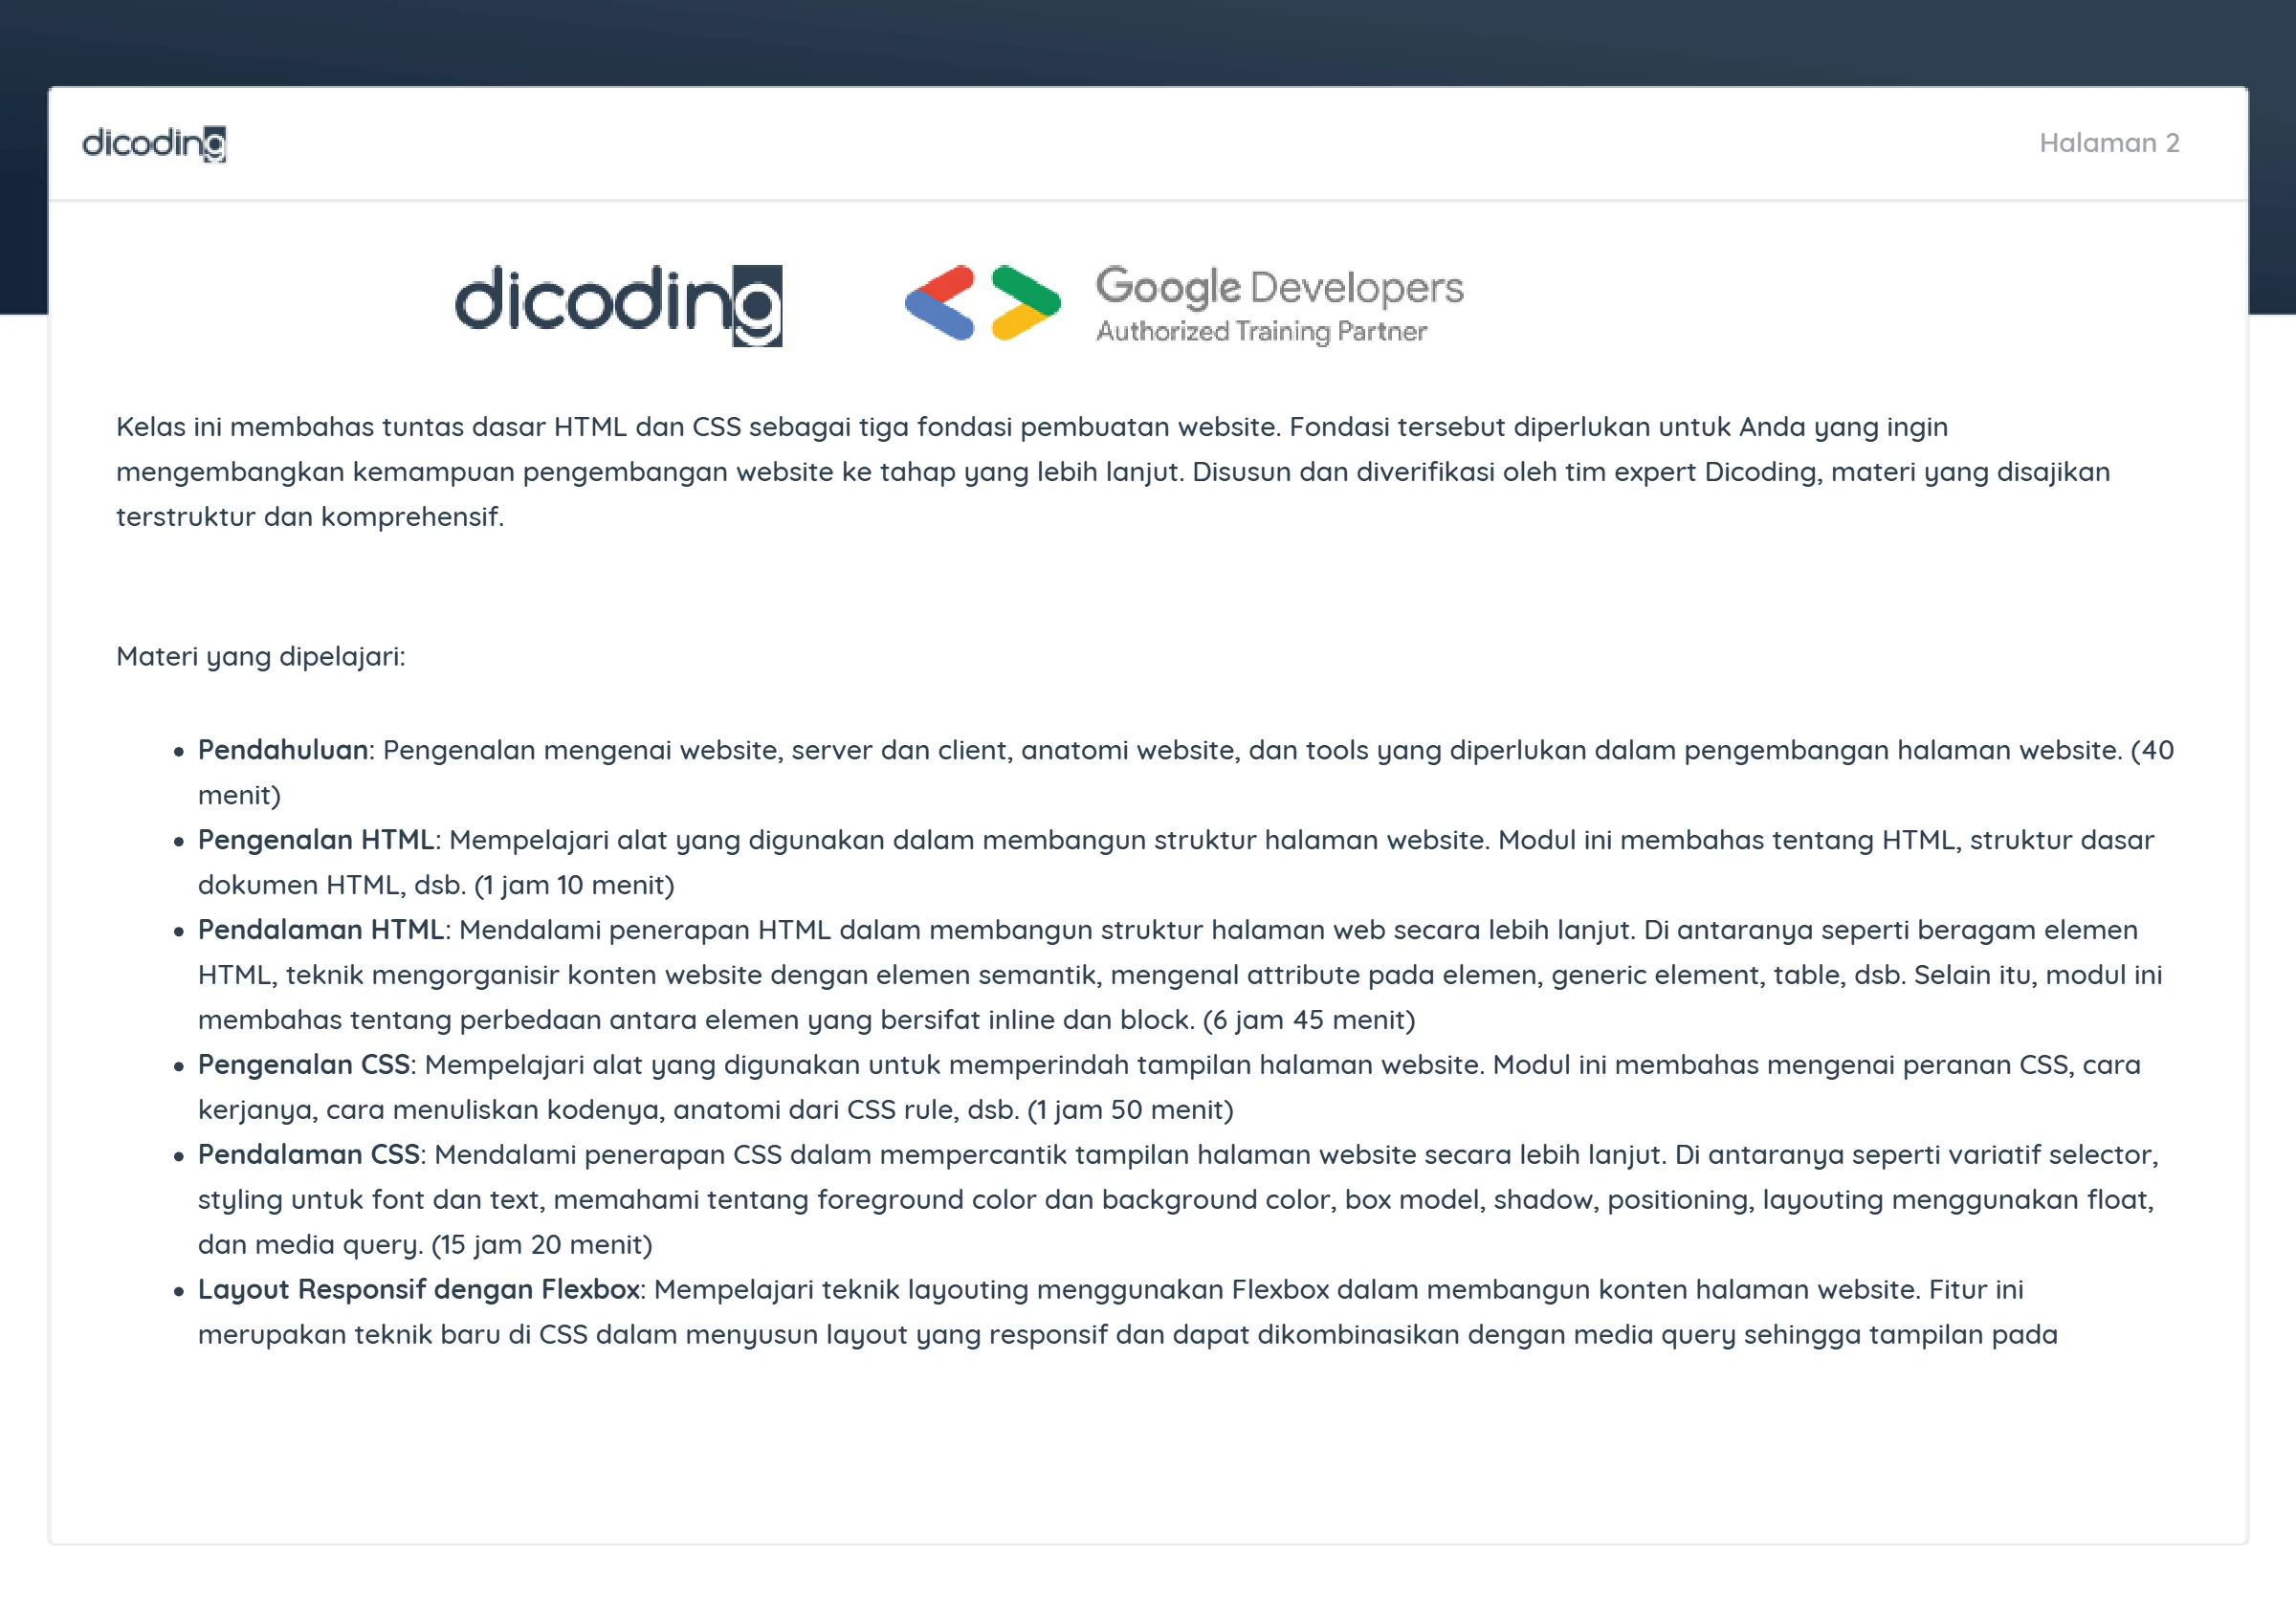 dicoding
Halaman 2
dicoding
Google Developers
Authorized Training Partner
Kelas ini membahas tuntas dasar HTML dan CSS sebagai tiga fondasi pembuatan website. Fondasi tersebut diperlukan untuk Anda yang ingin
mengembangkan kemampuan pengembangan website ke tahap yang lebih lanjut. Disusun dan diverifikasi oleh tim expert Dicoding, materi yang disajikan
terstruktur dan komprehensif.
Materi yang dipelajari:
• Pendahuluan: Pengenalan mengenai website, server dan client, anatomi website, dan tools yang diperlukan dalam pengembangan halaman website. (40
menit)
• Pengenalan HTML: Mempelajari alat yang digunakan dalam membangun struktur halaman website. Modul ini membahas tentang HTML, struktur dasar
dokumen HTML, dsb. (1 jam 10 menit)
• Pendalaman HTML: Mendalami penerapan HTML dalam membangun struktur halaman web secara lebih lanjut. Di antaranya seperti beragam elemen
HTML, teknik mengorganisir konten website dengan elemen semantik, mengenal attribute pada elemen, generic element, table, dsb. Selain itu, modul ini
membahas tentang perbedaan antara elemen yang bersifat inline dan block. (6 jam 45 menit)
• Pengenalan CSS: Mempelajari alat yang digunakan untuk memperindah tampilan halaman website. Modul ini membahas mengenai peranan CSS, cara
kerjanya, cara menuliskan kodenya, anatomi dari CSS rule, dsb. (1 jam 50 menit)
• Pendalaman CSS: Mendalami penerapan CSS dalam mempercantik tampilan halaman website secara lebih lanjut. Di antaranya seperti variatif selector,
styling untuk font dan text, memahami tentang foreground color dan background color, box model, shadow, positioning, layouting menggunakan float,
dan media query. (15 jam 20 menit)
• Layout Responsif dengan Flexbox: Mempelajari teknik layouting menggunakan Flexbox dalam membangun konten halaman website. Fitur ini
merupakan teknik baru di CSS dalam menyusun layout yang responsif dan dapat dikombinasikan dengan media query sehingga tampilan pada